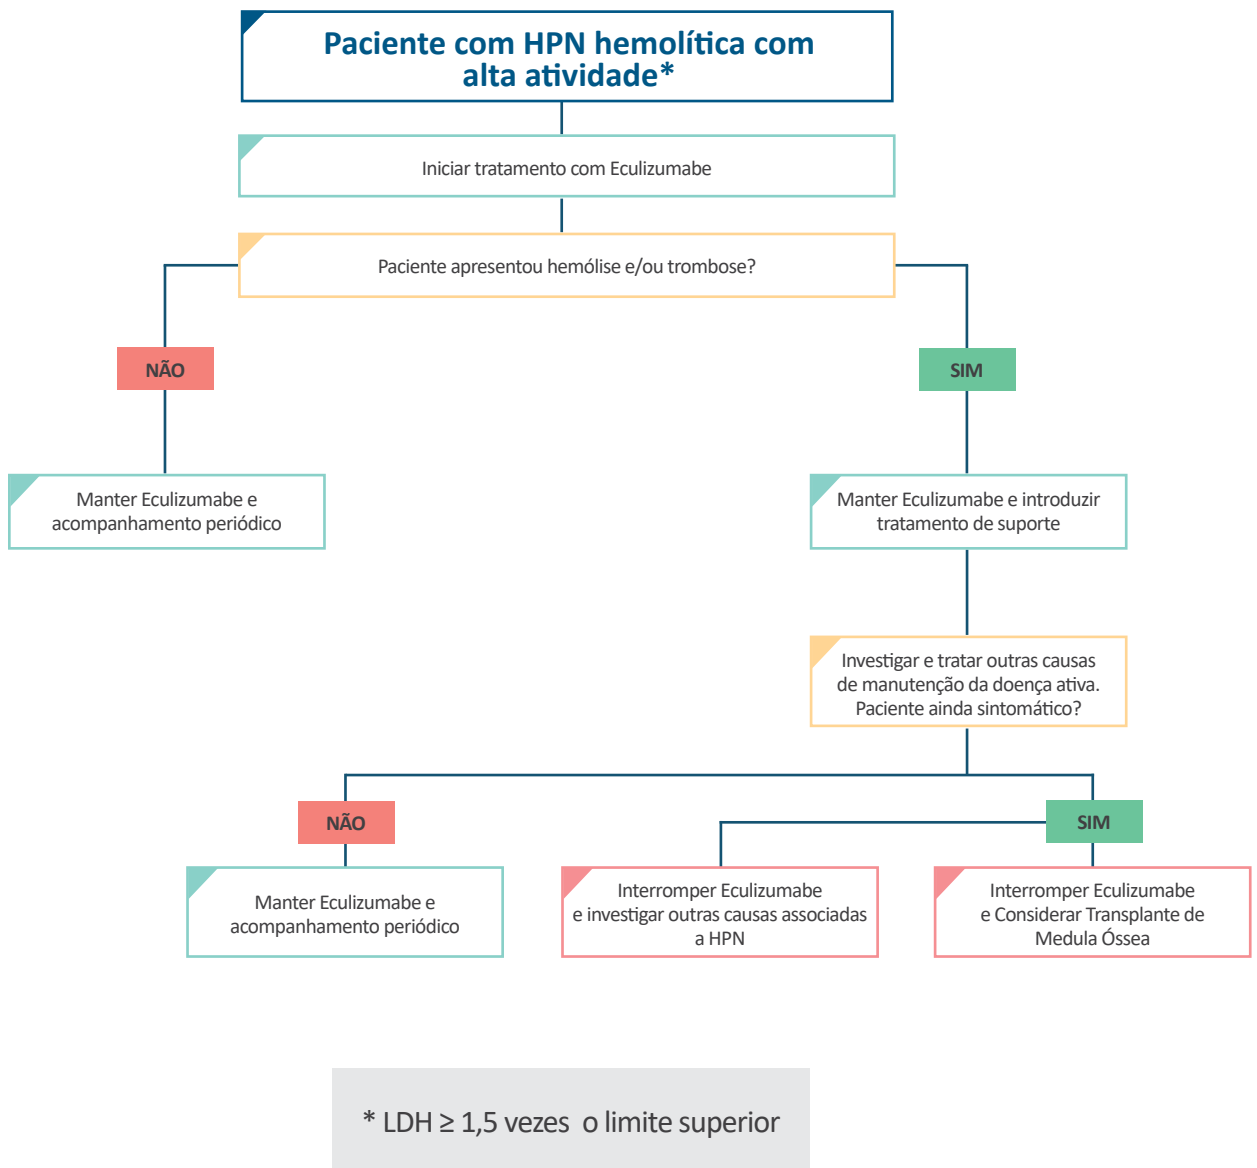 Paciente com HPN hemolítica com
alta atividade*
Iniciar tratamento com Eculizumabe
Paciente apresentou hemólise e/ou trombose?
NÃO
SIM
Manter Eculizumabe e
acompanhamento periódico
Manter Eculizumabe e introduzir
tratamento de suporte
Investigar e tratar outras causas
de manutenção da doença ativa.
Paciente ainda sintomático?
NÃO
SIM
Manter Eculizumabe e
acompanhamento periódico
Interromper Eculizumabe
e investigar outras causas associadas
a HPN
Interromper Eculizumabe
e Considerar Transplante de
Medula Óssea
* LDH ≥ 1,5 vezes o limite superior